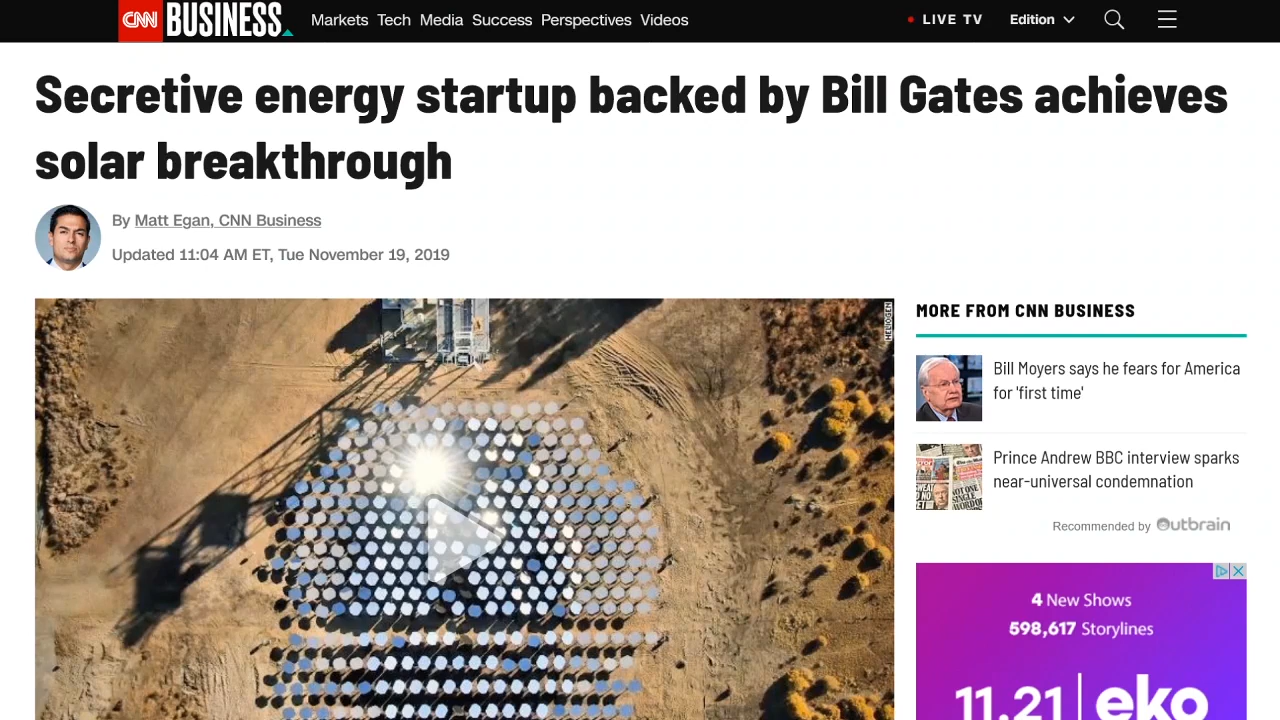 CNN BUSINESS Markets Tech Media Success Perspectives Videos LIVE TV Edition
Secretive energy startup backed by Bill Gates achieves
solar breakthrough
By Matt Egan, CNN Business
Updated 11:04 AM ET, Tue November 19, 2019
HELIOGEN
MORE FROM CNN BUSINESS
Bill Moyers says he fears for America
for 'first time'
Prince Andrew BBC interview sparks
near-universal condemnation
Recommended by Outbrain
4 New Shows
598,617 Storylines
11.21 | eko